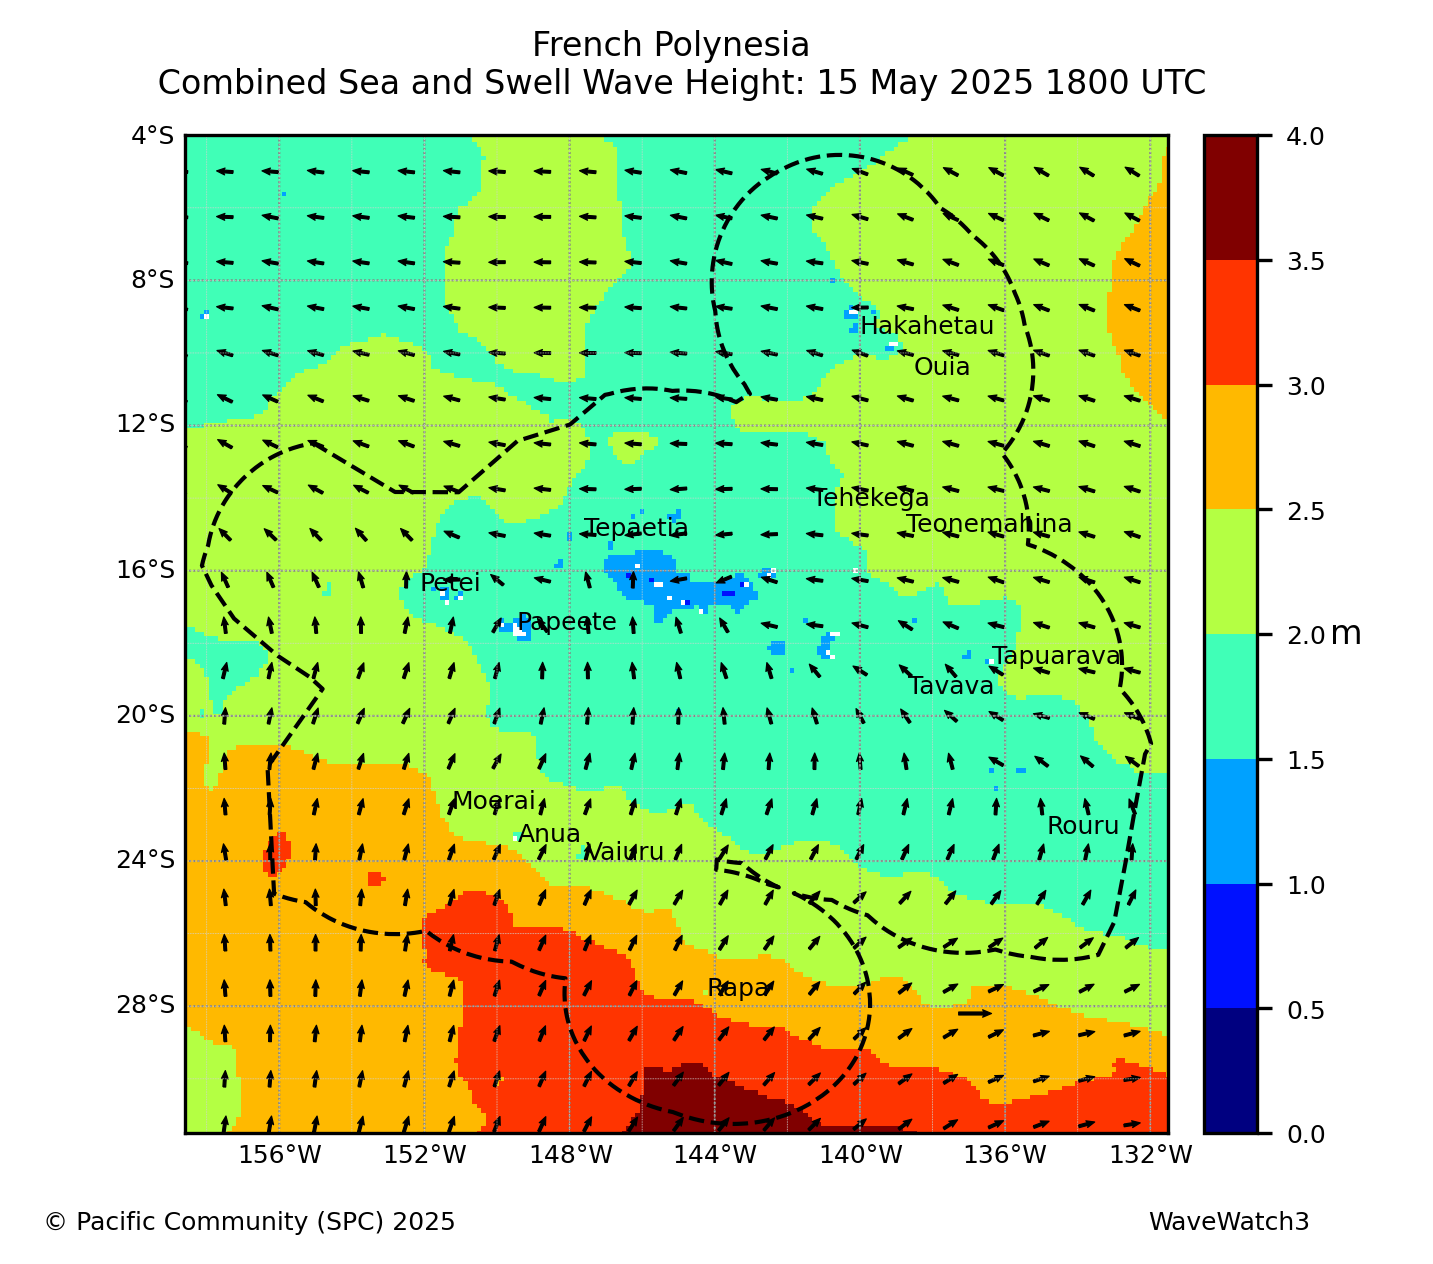 French Polynesia
Combined Sea and Swell Wave Height: 15 May 2025 1800 UTC
4°S
8°S
12°S
16°S
20°S
24°S
28°S
156°W
152°W
148°W
144°W
140°W
136°W
132°W
Hakahetau
Ouia
Tehekega
Teonemahina
Tepaetia
Petei
Papeete
Tapuarava
Tavava
Moerai
Anua
Vaiuru
Rouru
Rapa
4.0
3.5
3.0
2.5
2.0
1.5
1.0
0.5
0.0
m
© Pacific Community (SPC) 2025
WaveWatch3